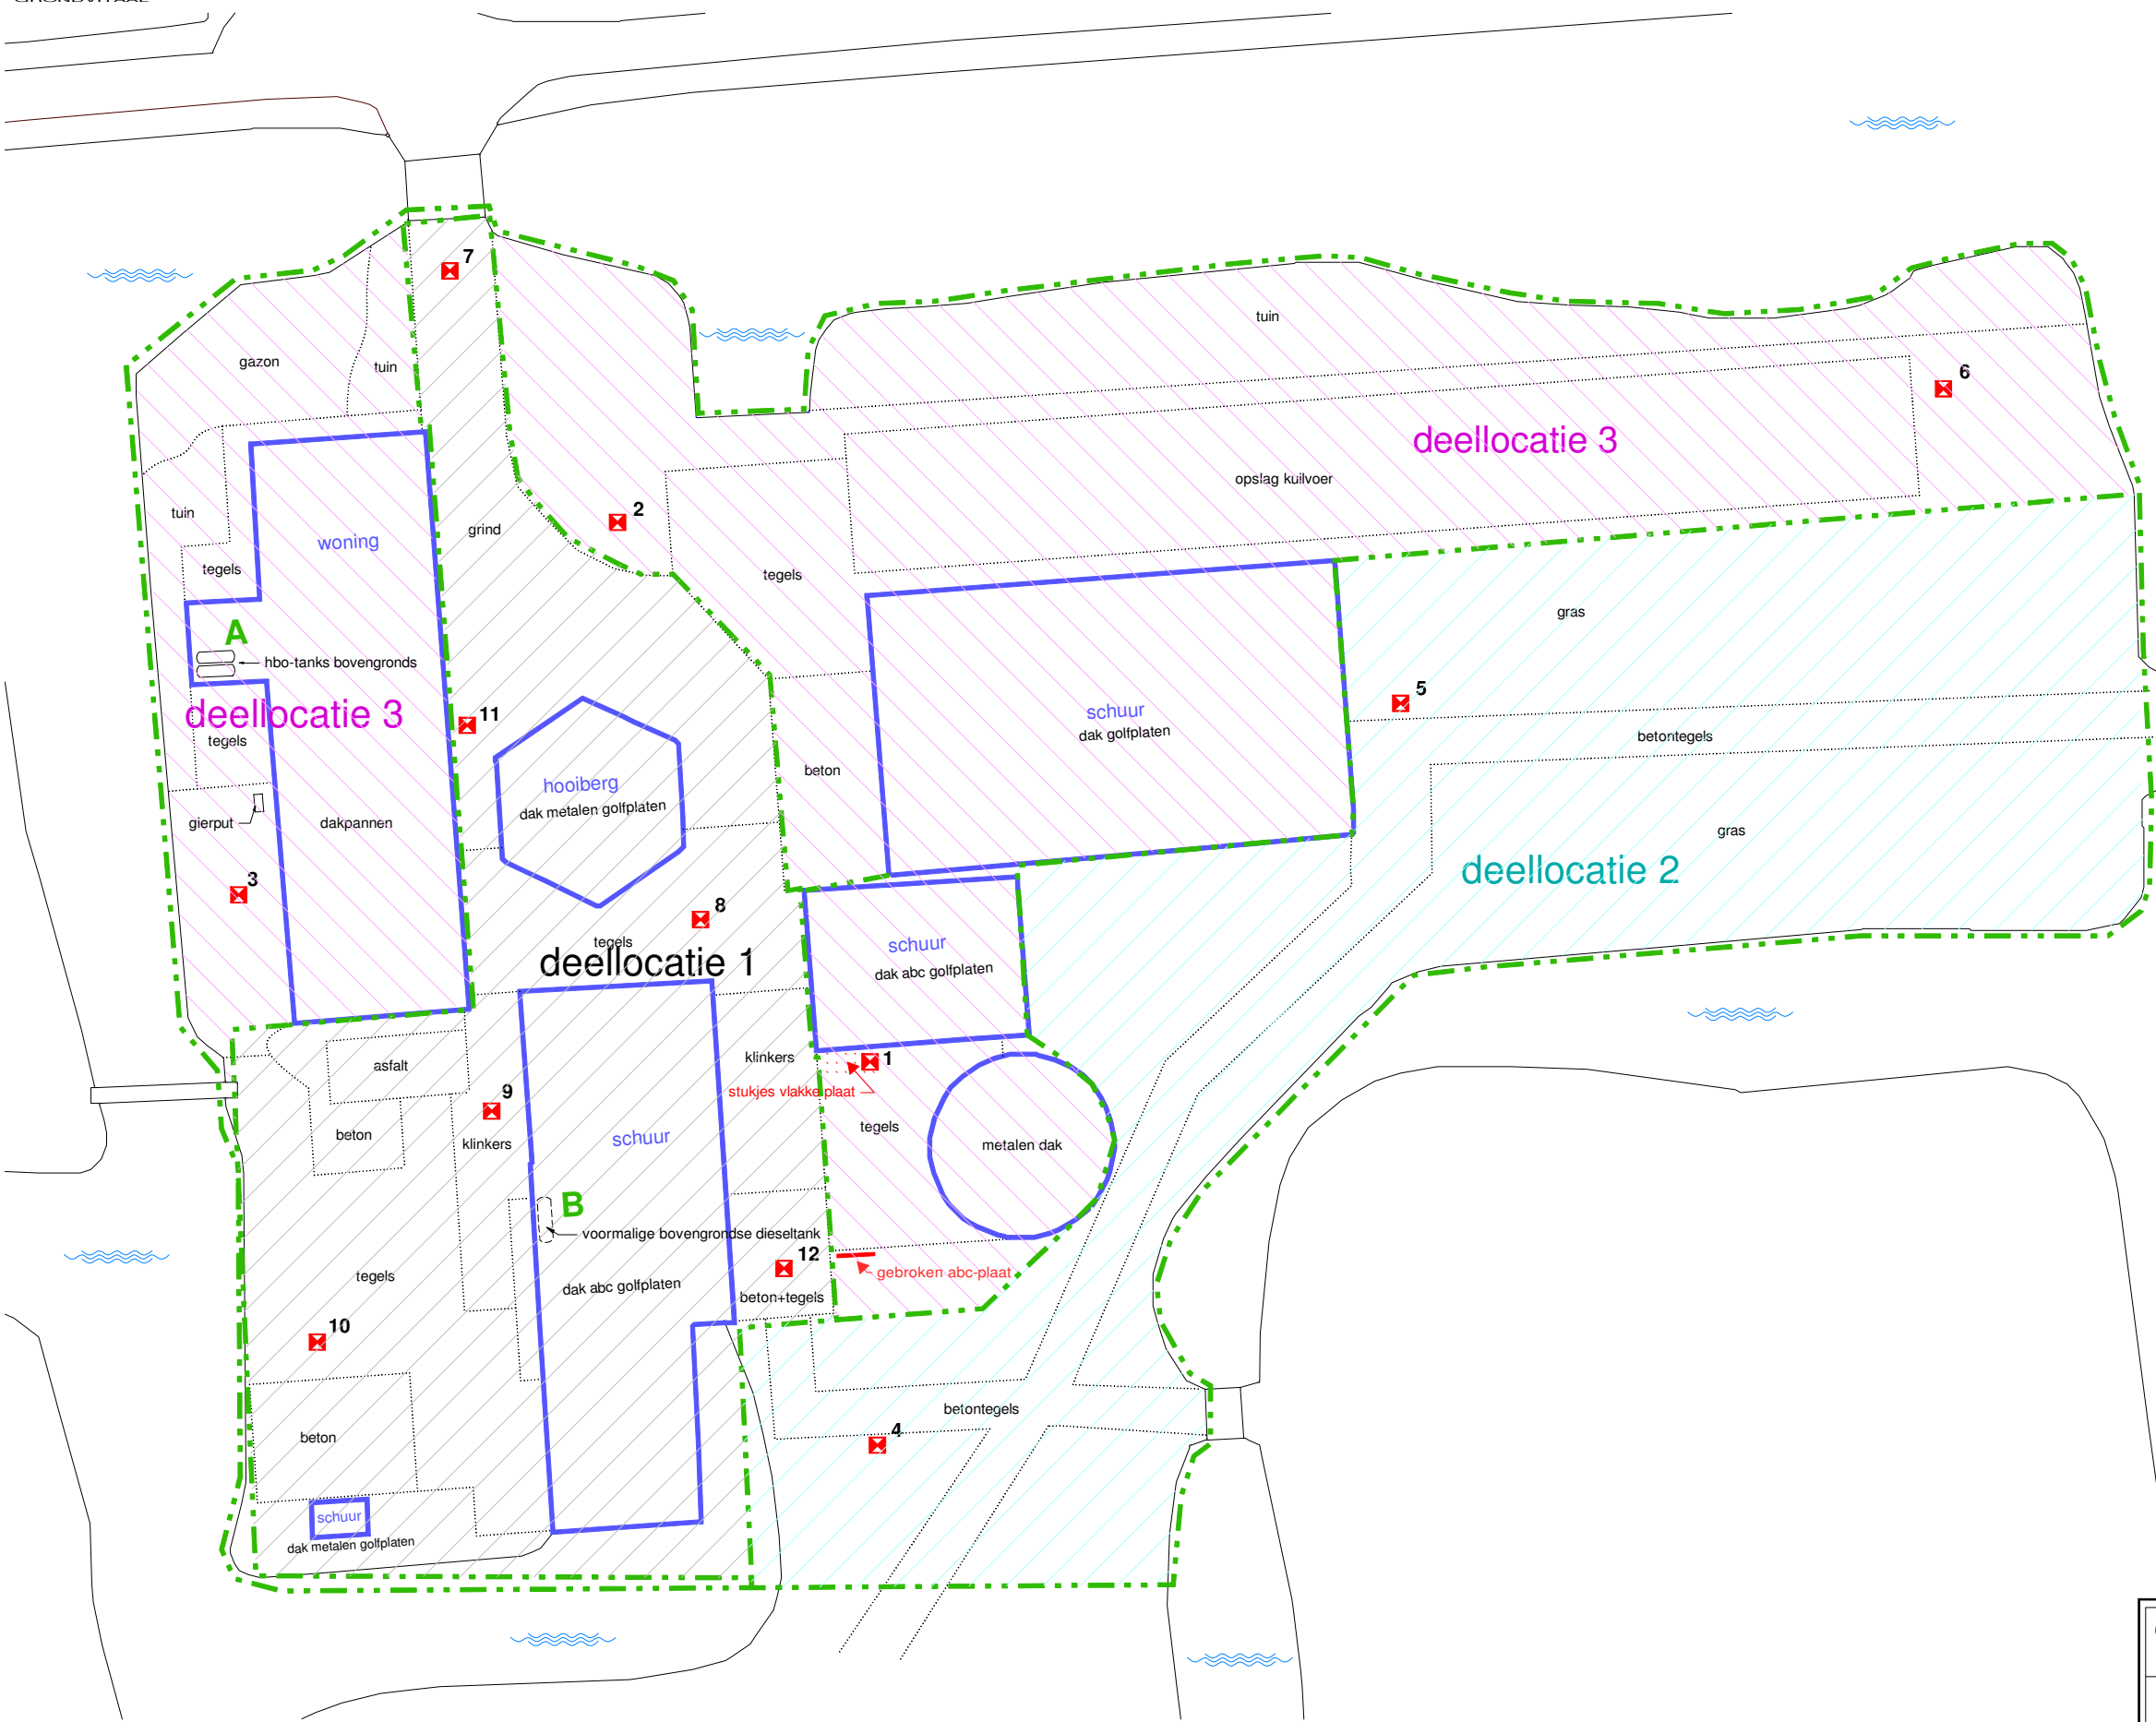 7
tuin
gazon
tuin
6
deellocatie 3
opslag kuilvoer
tuin
2
grind
woning
tegels
tegels
gras
A
hbo-tanks bovengronds
5
deellocatie 3
11
schuur
dak golfplaten
betontegels
tegels
beton
hooiberg
dak metalen golfplaten
gierput
dakpannen
gras
deellocatie 2
3
8
tegels
deellocatie 1
schuur
dak abc golfplaten
klinkers
1
asfalt
stukjes vlakke plaat
9
tegels
beton
klinkers
schuur
metalen dak
B
voormalige bovengrondse dieseltank
12
gebroken abc-plaat
tegels
dak abc golfplaten
beton+tegels
10
betontegels
4
beton
schuur
dak metalen golfplaten